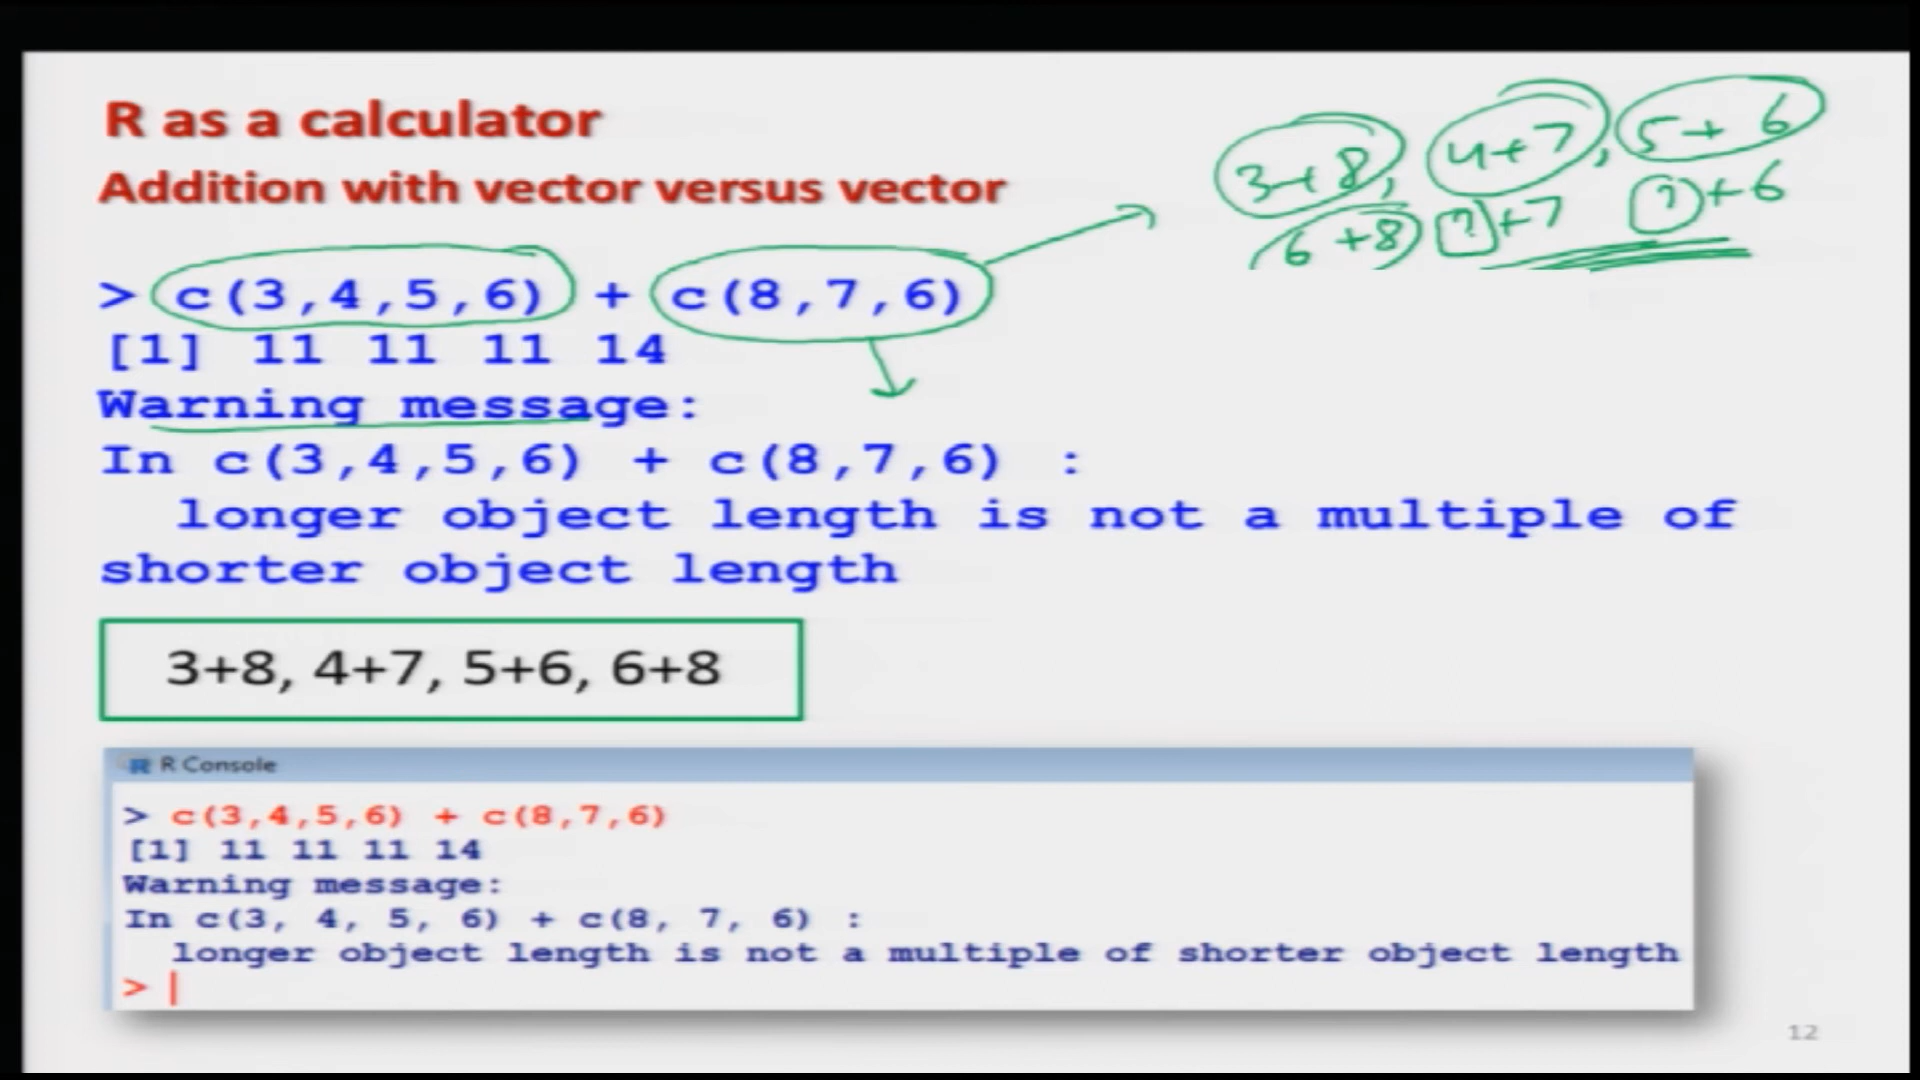 R as a calculator
Addition with vector versus vector
3+8, 4+7, 5+6
6+8 ?+7 ?+6
> c(3,4,5,6) + c(8,7,6)
[1] 11 11 11 14
Warning message:
In c(3,4,5,6) + c(8,7,6) :
longer object length is not a multiple of
shorter object length
3+8, 4+7, 5+6, 6+8
R R Console
> c(3,4,5,6) + c(8,7,6)
[1] 11 11 11 14
Warning message:
In c(3, 4, 5, 6) + c(8, 7, 6) :
longer object length is not a multiple of shorter object length
>
12